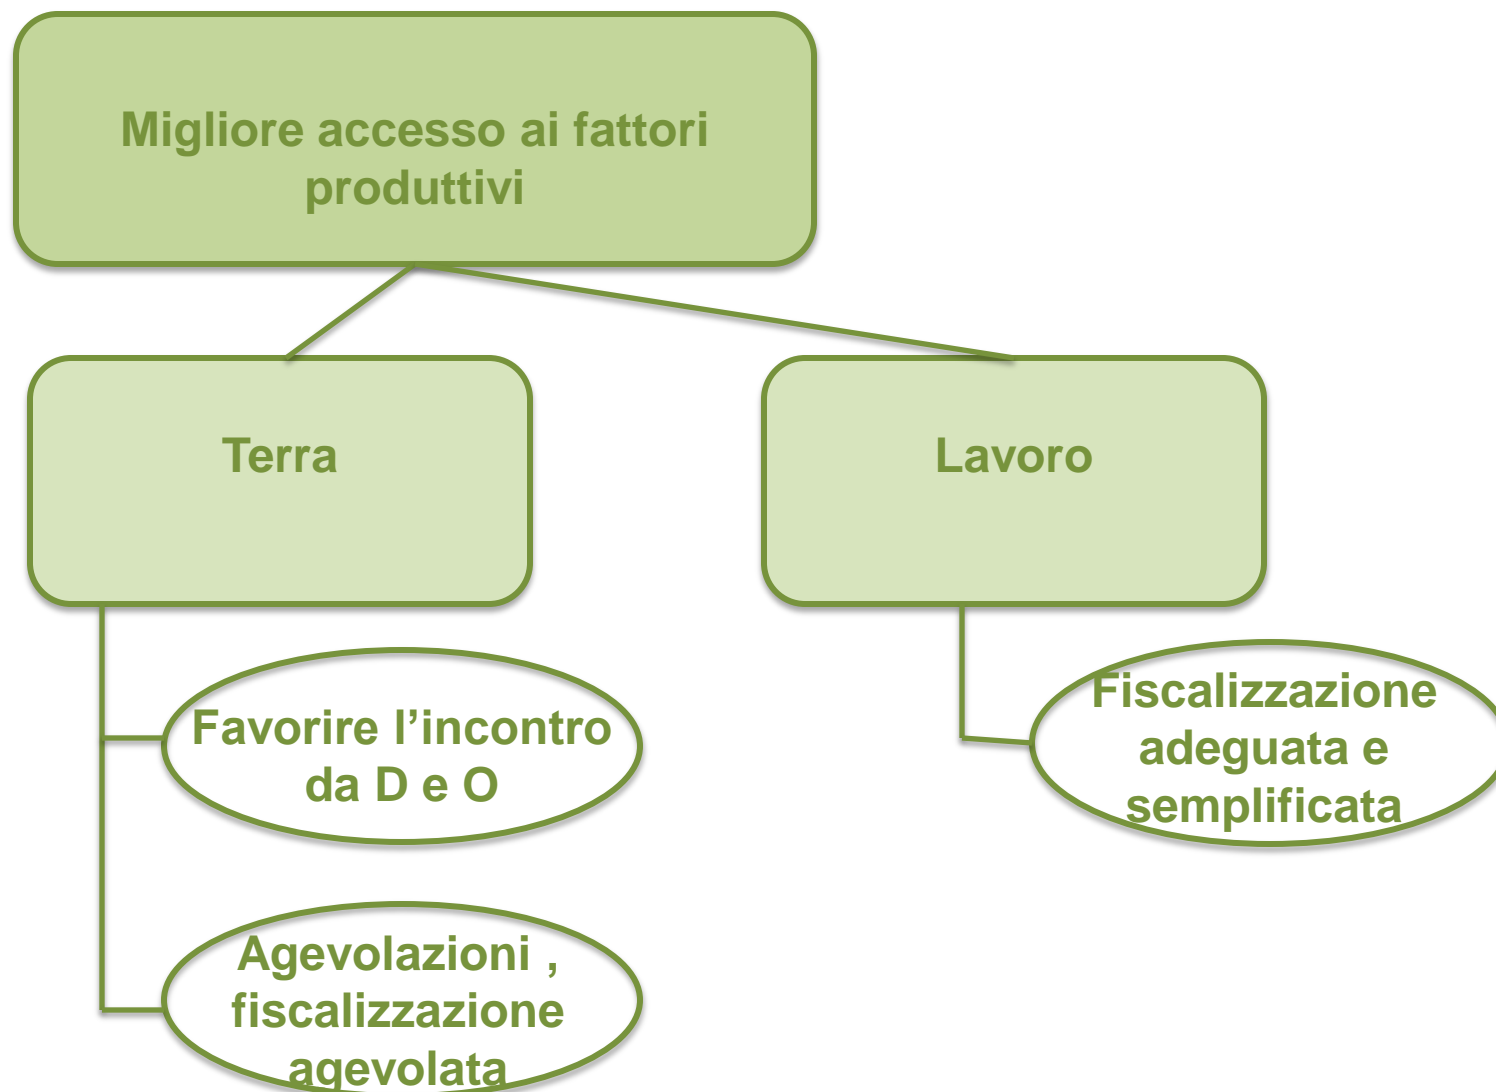 Migliore accesso ai fattori
produttivi
Terra
Lavoro
Favorire l’incontro
da D e O
Fiscalizzazione
adeguata e
semplificata
Agevolazioni ,
fiscalizzazione
agevolata